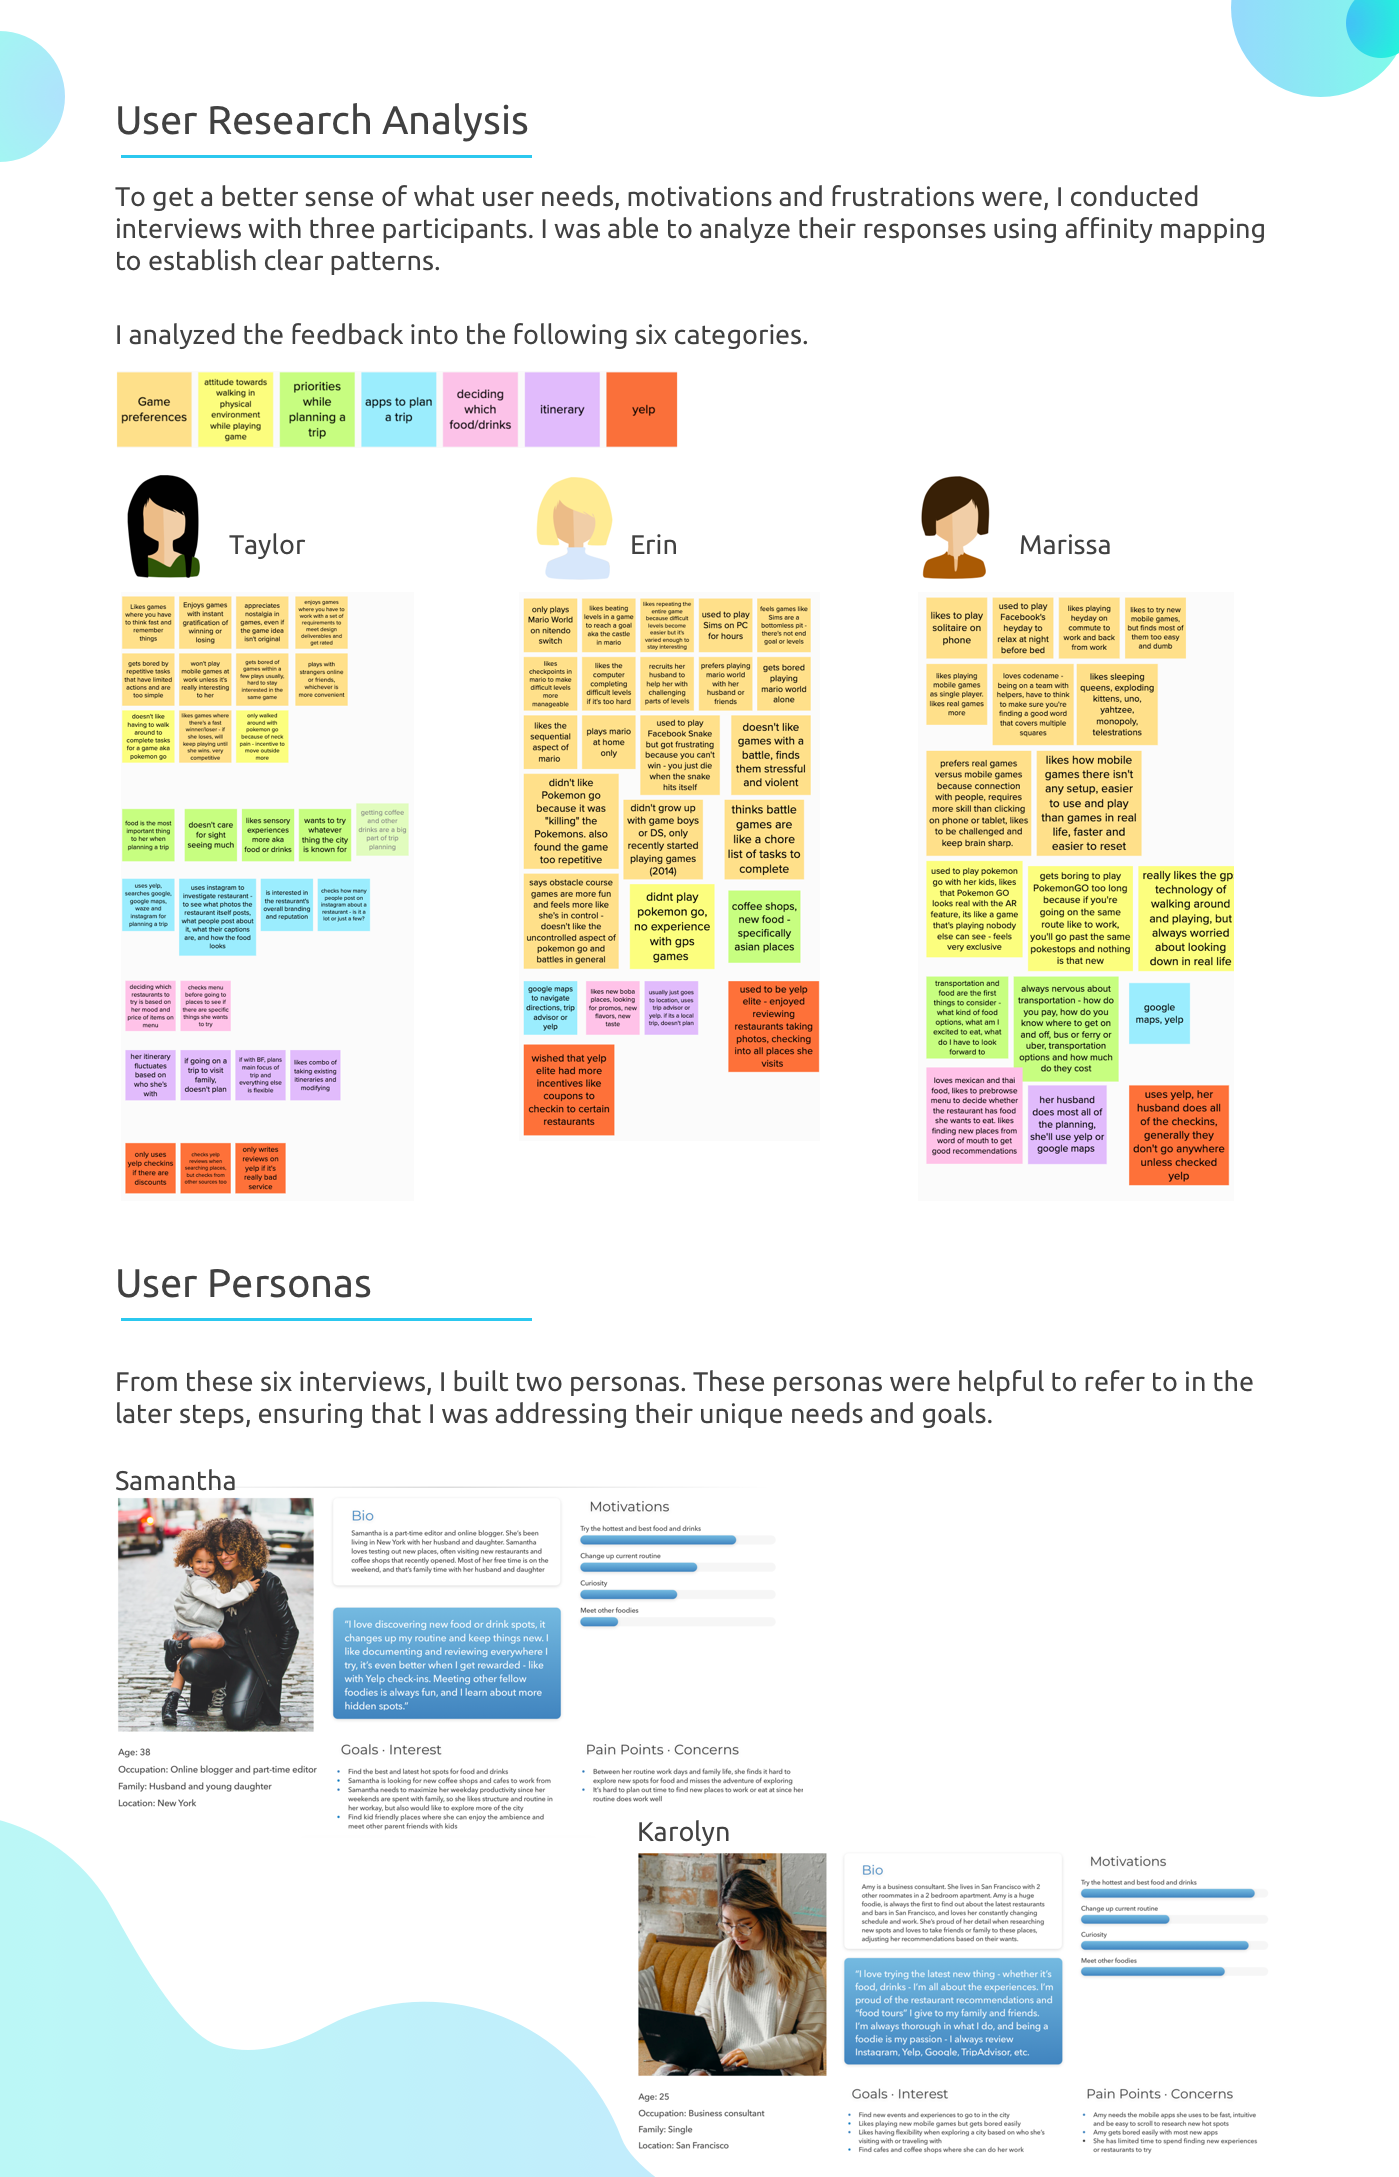 User Research Analysis
To get a better sense of what user needs, motivations and frustrations were, I conducted
interviews with three participants. I was able to analyze their responses using affinity mapping
to establish clear patterns.
I analyzed the feedback into the following six categories.
Game
preferences
attitude towards
walking in
physical
environment
while playing
game
priorities
while
planning a
trip
apps to plan
a trip
deciding
which
food/drinks
itinerary
yelp
Taylor
Likes games
where you have
to think fast and
remember
things
Enjoys games
with instant
gratification of
winning or
losing
appreciates
nostalgia in
games, even if
the game idea
isn't original
enjoys games
where you have to
work with a set of
requirements to
meet design
deliverables and
get rated
gets bored by
repetitive tasks
that have limited
actions and are
too simple
won't play
mobile games at
work unless it's
really interesting
to her
gets bored of
games within a
few plays usually,
hard to stay
interested in the
same game
plays with
strangers online
or friends,
whichever is
more convenient
doesn't like
having to walk
around to
complete tasks
for a game aka
pokemon go
likes games where
there's a fast
winner/loser - if
she loses, will
keep playing until
she wins. very
competitive
only walked
around with
pokemon go
because of neck
pain - incentive to
move outside
more
food is the most
important thing
to her when
planning a trip
doesn't care
for sight
seeing much
likes sensory
experiences
more aka
food or drinks
wants to try
whatever
thing the city
is known for
getting coffee
and other
drinks are a big
part of trip
planning
uses yelp,
searches google,
google maps,
waze and
instagram for
planning a trip
uses instagram to
investigate restaurant -
to see what photos the
restaurant itself posts,
what people post about
it, what their captions
are, and how the food
looks
is interested in
the restaurant's
overall branding
and reputation
checks how many
people post on
instagram about a
restaurant - is it a
lot or just a few?
deciding which
restaurants to
try is based on
her mood and
price of items on
menu
checks menu
before going to
places to see if
there are specific
things she wants
to try
her itinerary
fluctuates
based on
who she's
with
if going on a
trip to visit
family,
doesn't plan
if with BF, plans
main focus of
trip and
everything else
is flexible
likes combo of
taking existing
itineraries and
modifying
only uses
yelp checkins
if there are
discounts
checks yelp
reviews when
searching places,
but checks from
other sources too
only writes
reviews on
yelp if it's
really bad
service
Erin
only plays
Mario World
on nitendo
switch
likes beating
levels in a game
to reach a goal
aka the castle
in mario
likes repeating the
entire game
because difficult
levels become
easier but it's
varied enough to
stay interesting
used to play
Sims on PC
for hours
feels games like
Sims are a
bottomless pit -
there's not end
goal or levels
likes
checkpoints in
mario to make
difficult levels
more
manageable
likes the
computer
completing
difficult levels
if it's too hard
recruits her
husband to
help her with
challenging
parts of levels
prefers playing
mario world
with her
husband or
friends
gets bored
playing
mario world
alone
likes the
sequential
aspect of
mario
plays mario
at home
only
used to play
Facebook Snake
but got frustrating
because you can't
win - you just die
when the snake
hits itself
doesn't like
games with a
battle, finds
them stressful
and violent
didn't like
Pokemon go
because it was
"killing" the
Pokemons. also
found the game
too repetitive
didn't grow up
with game boys
or DS, only
recently started
playing games
(2014)
thinks battle
games are
like a chore
list of tasks to
complete
says obstacle course
games are more fun
and feels more like
she's in control -
doesn't like the
uncontrolled aspect of
pokemon go and
battles in general
didnt play
pokemon go,
no experience
with gps
games
coffee shops,
new food -
specifically
asian places
google maps
to navigate
directions, trip
advisor or
yelp
likes new boba
places, looking
for promos, new
flavors, new
taste
usually just goes
to location, uses
trip advisor or
yelp. if its a local
trip, doesn't plan
used to be yelp
elite - enjoyed
reviewing
restaurants taking
photos, checking
into all places she
visits
wished that yelp
elite had more
incentives like
coupons to
checkin to certain
restaurants
Marissa
likes to play
solitaire on
phone
used to play
Facebook's
heyday to
relax at night
before bed
likes playing
heyday on
commute to
work and back
from work
likes to try new
mobile games,
but finds most of
them too easy
and dumb
likes playing
mobile games
as single player.
likes real games
more
loves codename -
being on a team with
helpers, have to think
to make sure you're
finding a good word
that covers multiple
squares
likes sleeping
queens, exploding
kittens, uno,
yahtzee,
monopoly,
telestrations
prefers real games
versus mobile games
because connection
with people, requires
more skill than clicking
on phone or tablet, likes
to be challenged and
keep brain sharp.
likes how mobile
games there isn't
any setup, easier
to use and play
than games in real
life, faster and
easier to reset
used to play pokemon
go with her kids, likes
that Pokemon GO
looks real with the AR
feature, its like a game
that's playing nobody
else can see - feels
very exclusive
gets boring to play
PokemonGO too long
because if you're
going on the same
route like to work,
you'll go past the same
pokestops and nothing
is that new
really likes the gp
technology of
walking around
and playing, but
always worried
about looking
down in real life
transportation and
food are the first
things to consider -
what kind of food
options, what am I
excited to eat, what
do I have to look
forward to
always nervous about
transportation - how do
you pay, how do you
know where to get on
and off, bus or ferry or
uber, transportation
options and how much
do they cost
google
maps, yelp
loves mexican and thai
food, likes to prebrowse
menu to decide whether
the restaurant has food
she wants to eat. likes
finding new places from
word of mouth to get
good recommendations
her husband
does most all of
the planning,
she'll use yelp or
google maps
uses yelp, her
husband does all
of the checkins,
generally they
don't go anywhere
unless checked
yelp
User Personas
From these six interviews, I built two personas. These personas were helpful to refer to in the
later steps, ensuring that I was addressing their unique needs and goals.
Samantha
Bio
Samantha is a part-time editor and online blogger. She's been
living in New York with her husband and daughter. Samantha
loves testing out new places, often visiting new restaurants and
coffee shops that recently opened. Most of her free time is on the
weekend, and that's family time with her husband and daughter
"I love discovering new food or drink spots, it
changes up my routine and keep things new. I
like documenting and reviewing everywhere I
try, it's even better when I get rewarded - like
with Yelp check-ins. Meeting other fellow
foodies is always fun, and I learn about more
hidden spots."
Motivations
Try the hottest and best food and drinks
Change up current routine
Curiosity
Meet other foodies
Age: 38
Occupation: Online blogger and part-time editor
Family: Husband and young daughter
Location: New York
Goals · Interest
Find the best and latest hot spots for food and drinks
Samantha is looking for new coffee shops and cafes to work from
Samantha needs to maximize her weekday productivity since her
weekends are spent with family, so she likes structure and routine in
her workay, but also would like to explore more of the city
Find kid friendly places where she can enjoy the ambience and
meet other parent friends with kids
Pain Points · Concerns
Between her routine work days and family life, she finds it hard to
explore new spots for food and misses the adventure of exploring
It's hard to plan out time to find new places to work or eat at since her
routine does work well
Karolyn
Bio
Amy is a business consultant. She lives in San Francisco with 2
other roommates in a 2 bedroom apartment. Amy is a huge
foodie, is always the first to find out about the latest restaurants
and bars in San Francisco, and loves her constantly changing
schedule and work. She's proud of her detail when researching
new spots and loves to take friends or family to these places,
adjusting her recommendations based on their wants.
"I love trying the latest new thing - whether it's
food, drinks - I'm all about the experiences. I'm
proud of the restaurant recommendations and
"food tours" I give to my family and friends.
I'm always thorough in what I do, and being a
foodie is my passion - I always review
Instagram, Yelp, Google, TripAdvisor, etc.
Motivations
Try the hottest and best food and drinks
Change up current routine
Curiosity
Meet other foodies
Age: 25
Occupation: Business consultant
Family: Single
Location: San Francisco
Goals · Interest
Find new events and experiences to go to in the city
Likes playing new mobile games but gets bored easily
Likes having flexibility when exploring a city based on who she's
visiting with or traveling with
Find cafes and coffee shops where she can do her work
Pain Points · Concerns
Amy needs the mobile apps she uses to be fast, intuitive
and be easy to scroll to research new hot spots
Amy gets bored easily with most new apps
She has limited time to spend finding new experiences
or restaurants to try